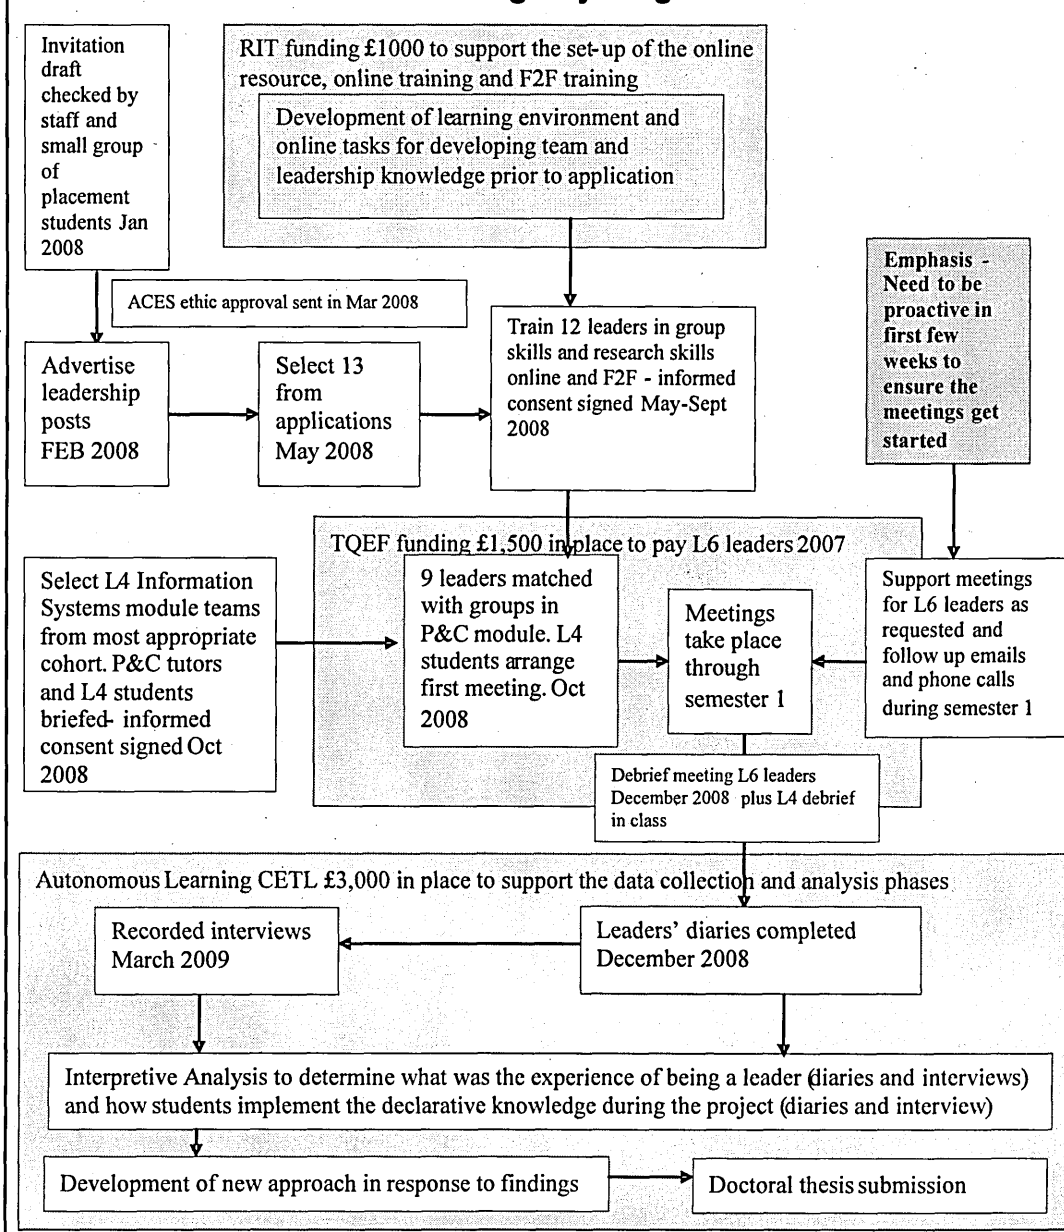 Invitation
draft
checked by
staff and
small group
of
placement
students Jan
2008
RIT funding £1000 to support the set-up of the online
resource, online training and F2F training
Development of learning environment and
online tasks for developing team and
leadership knowledge prior to application
ACES ethic approval sent in Mar 2008
Advertise
leadership
posts
FEB 2008
Select 13
from
applications
May 2008
Train 12 leaders in group
skills and research skills
online and F2F - informed
consent signed May-Sept
2008
Emphasis -
Need to be
proactive in
first few
weeks to
ensure the
meetings get
started
TQEF funding £1,500 in place to pay L6 leaders 2007
Select L4 Information
Systems module teams
from most appropriate
cohort. P&C tutors
and L4 students
briefed- informed
consent signed Oct
2008
9 leaders matched
with groups in
P&C module. L4
students arrange
first meeting. Oct
2008
Meetings
take place
through
semester 1
Support meetings
for L6 leaders as
requested and
follow up emails
and phone calls
during semester 1
Debrief meeting L6 leaders
December 2008 plus L4 debrief
in class
Autonomous Learning CETL £3,000 in place to support the data collection and analysis phases
Recorded interviews
March 2009
Leaders' diaries completed
December 2008
Interpretive Analysis to determine what was the experience of being a leader (diaries and interviews)
and how students implement the declarative knowledge during the project (diaries and interview)
Development of new approach in response to findings
Doctoral thesis submission